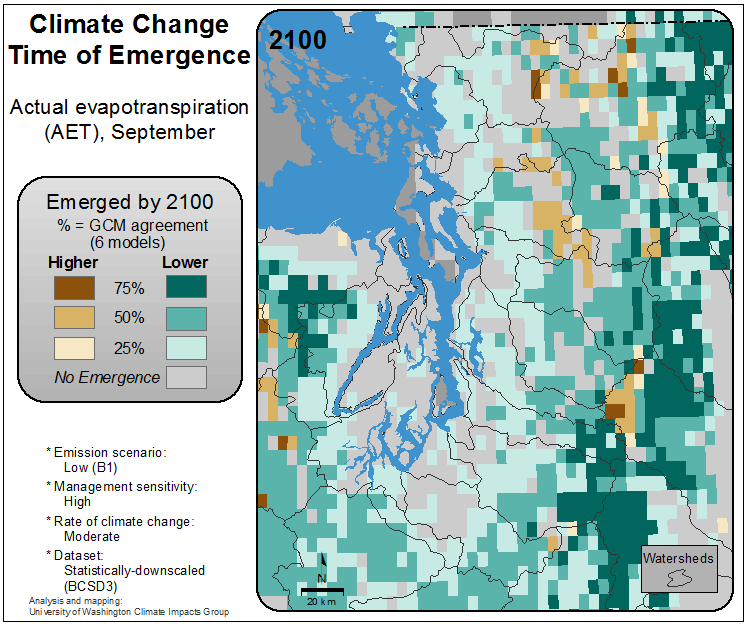 Climate Change
Time of Emergence
Actual evapotranspiration
(AET), September
Emerged by 2100
% = GCM agreement
(6 models)
Higher Lower
75%
50%
25%
No Emergence
* Emission scenario:
Low (B1)
* Management sensitivity:
High
* Rate of climate change:
Moderate
* Dataset:
Statistically-downscaled
(BCSD3)
Analysis and mapping:
University of Washington Climate Impacts Group
2100
N
20 km
Watersheds